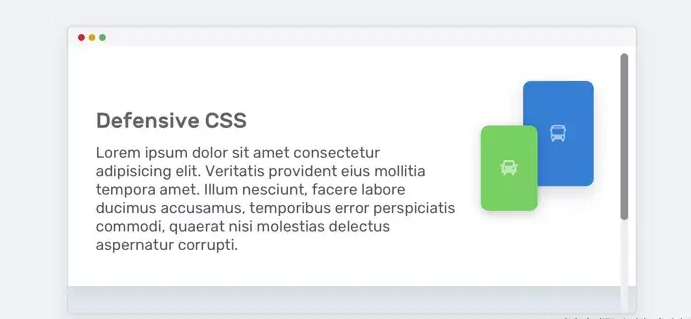 Defensive CSS
Lorem ipsum dolor sit amet consectetur
adipisicing elit. Veritatis provident eius mollitia
tempora amet. Illum nesciunt, facere labore
ducimus accusamus, temporibus error perspiciatis
commodi, quaerat nisi molestias delectus
aspernatur corrupti.